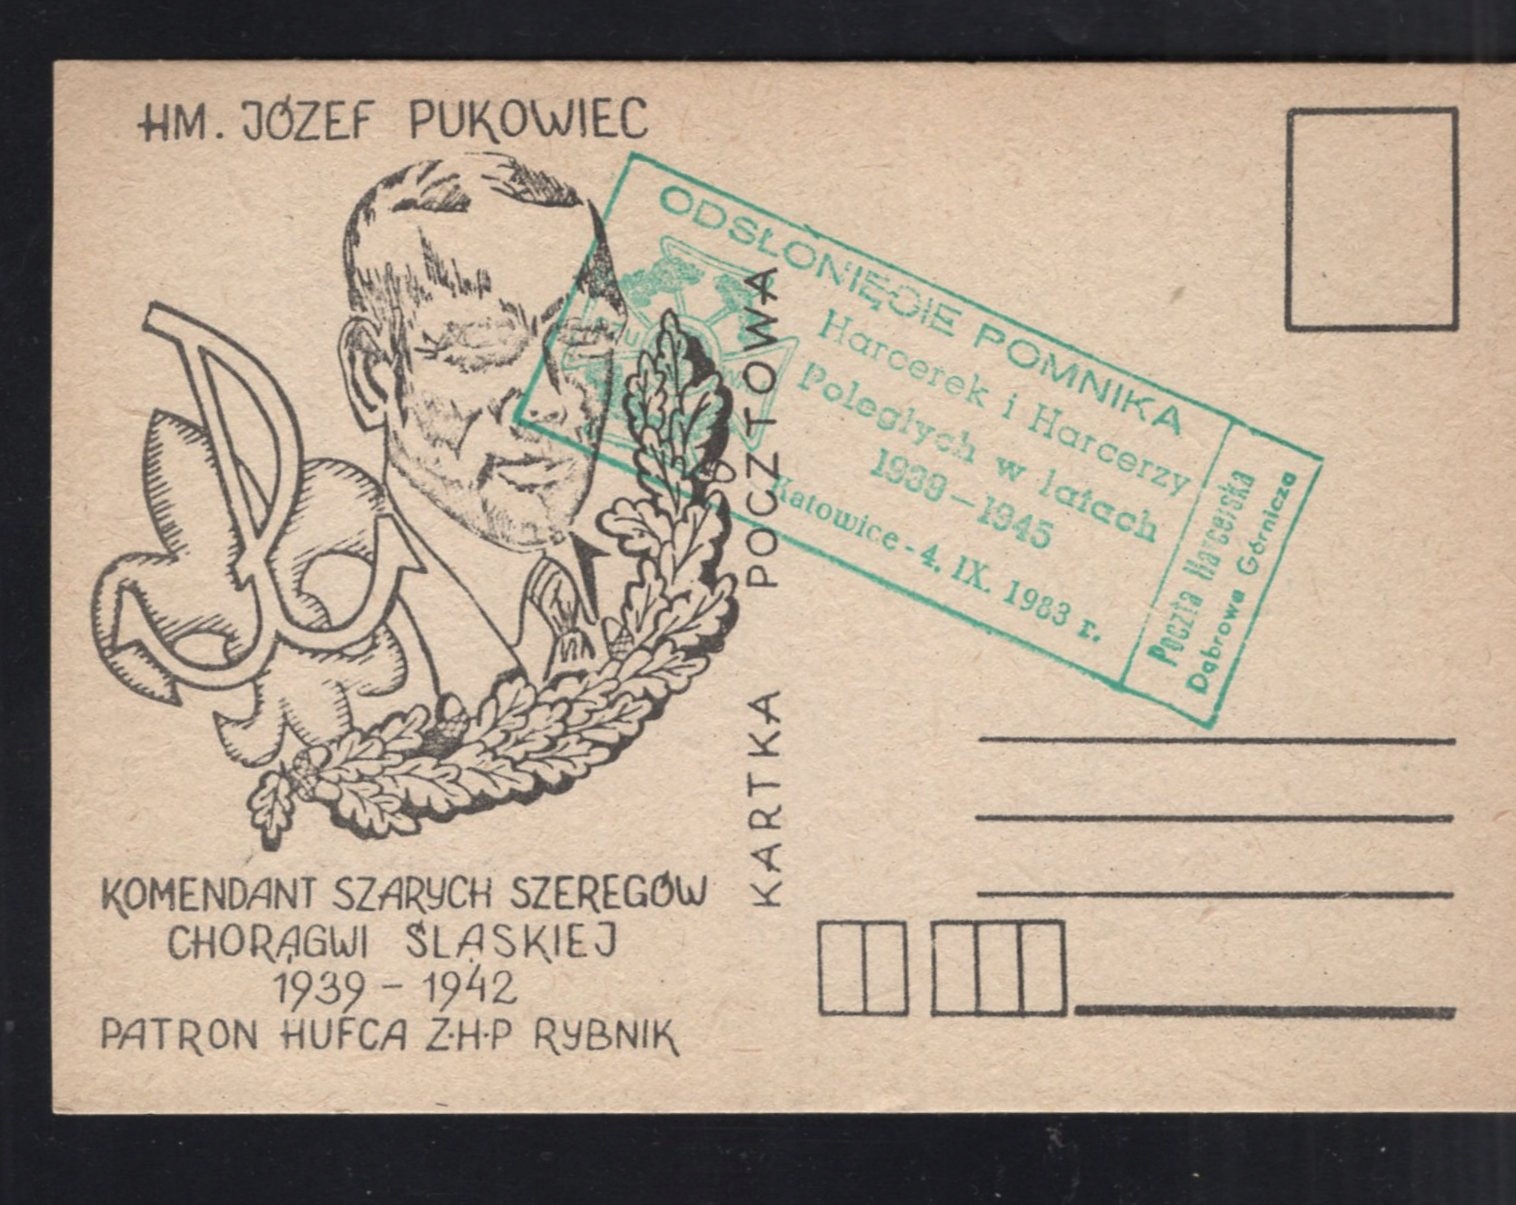 HM. JÓZEF PUKOWIEC
KOMENDANT SZARYCH SZEREGÓW
CHORĄGWI ŚLĄSKIEJ
1939 - 1942
PATRON HUFCA Z·H·P RYBNIK
KARTKA POCZTOWA
ODSŁONIĘCIE POMNIKA
Harcerek i Harcerzy
Poległych w latach
1939-1945
Katowice - 4. IX. 1983 r.
Poczta Harcerska
Dąbrowa Górnicza